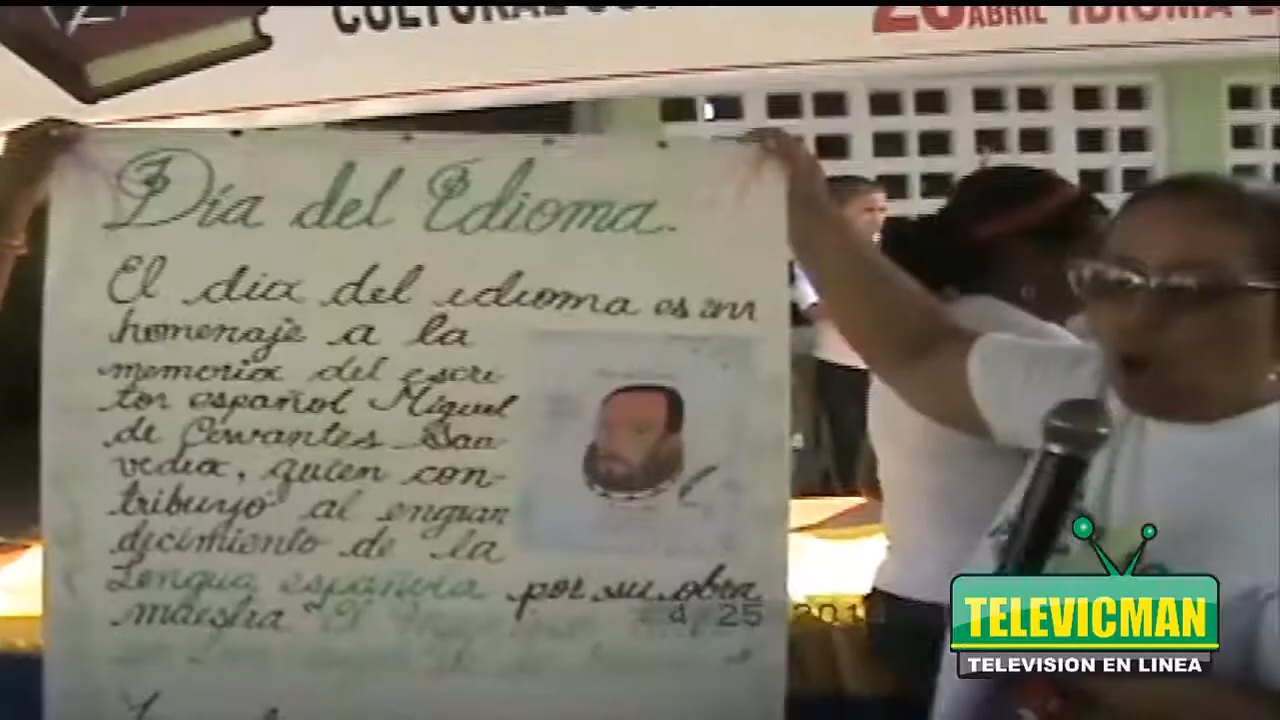 CULTURAL
ABRIL IDIOMA
Día del Idioma.
El dia del idioma es un
homenaje a la
memoria del escri-
tor español Miguel
de Cervantes Saa-
vedra, quien con-
tribuyó al engran
decimiento de la
Lengua española por su obra
maestra
4 25 201
TELEVICMAN
TELEVISION EN LINEA